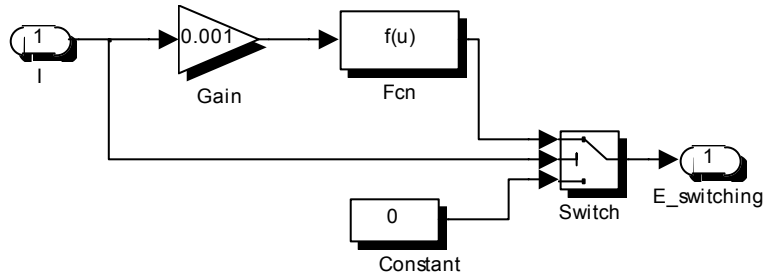 1
I
0.001
Gain
f(u)
Fcn
0
Constant
Switch
1
E_switching